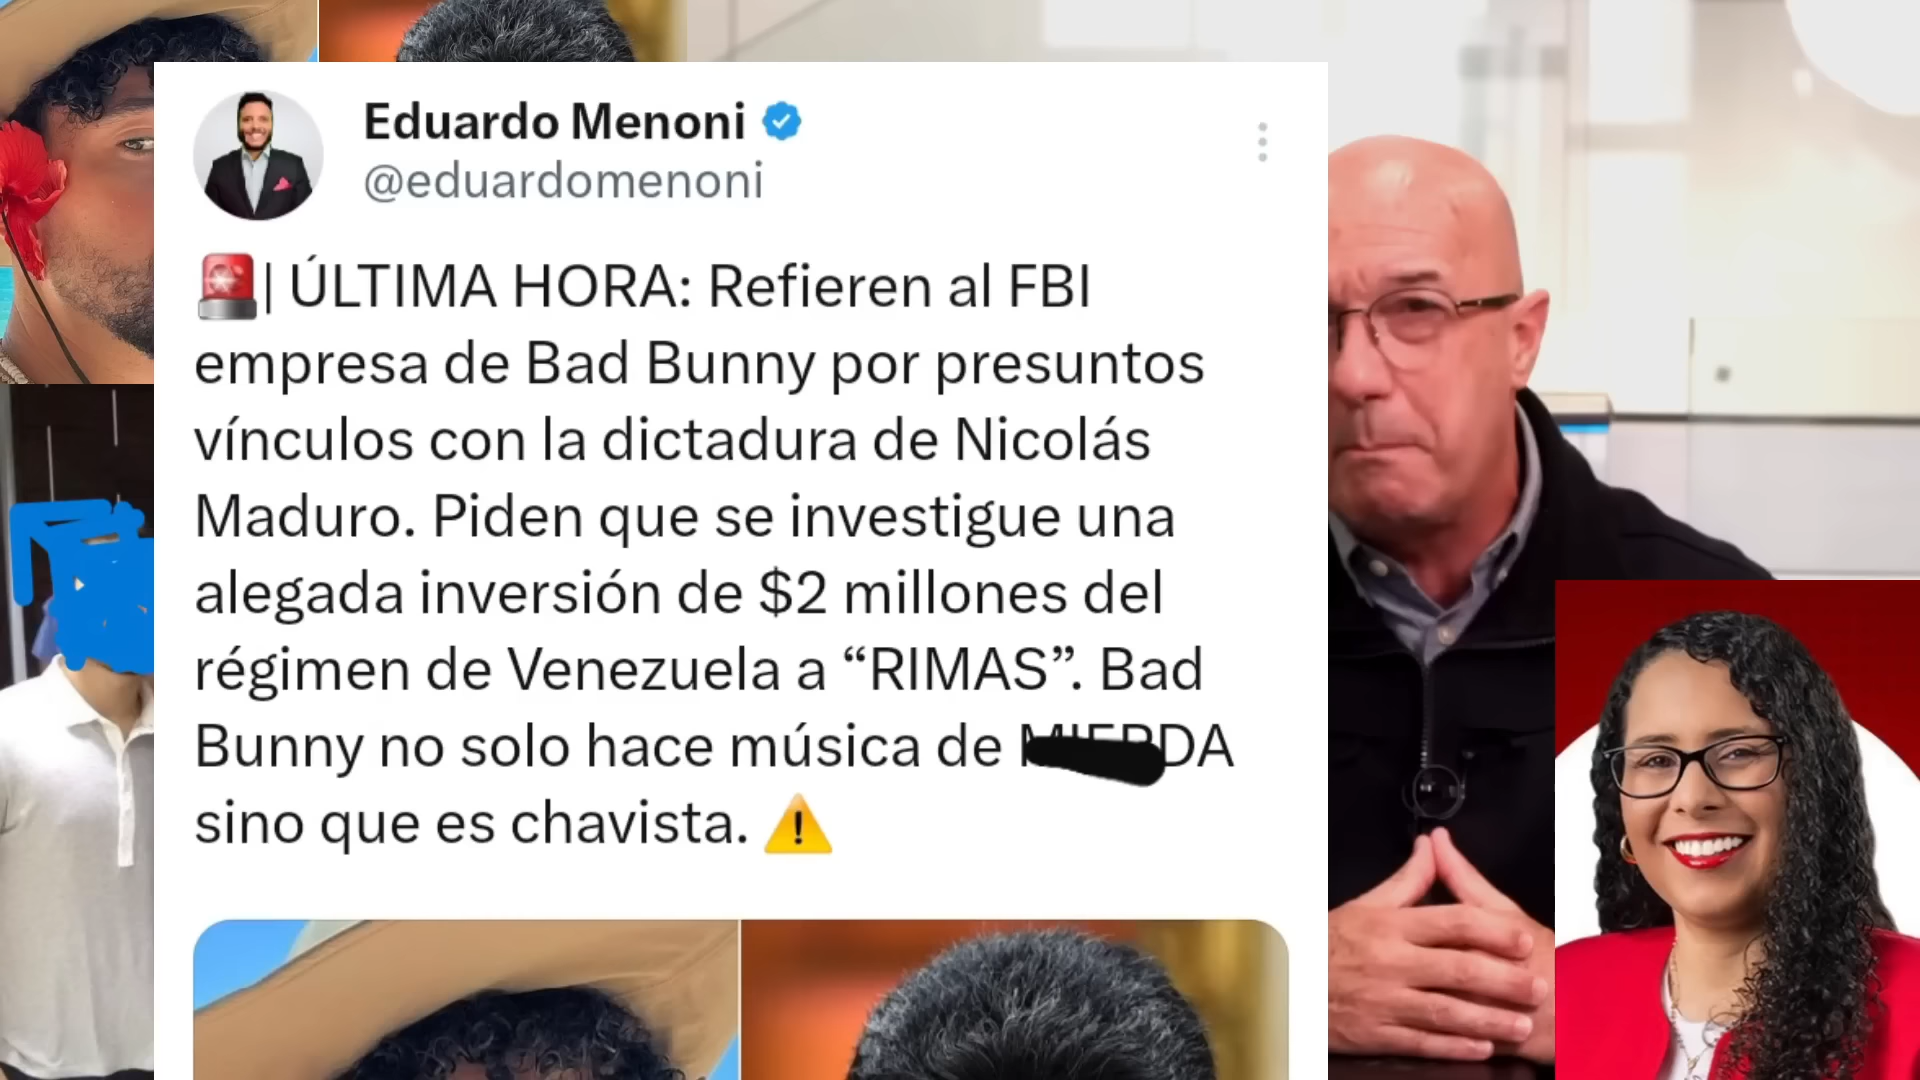 Eduardo Menoni
@eduardomenoni
🚨| ÚLTIMA HORA: Refieren al FBI
empresa de Bad Bunny por presuntos
vínculos con la dictadura de Nicolás
Maduro. Piden que se investigue una
alegada inversión de $2 millones del
régimen de Venezuela a “RIMAS”. Bad
Bunny no solo hace música de MIERDA
sino que es chavista. ⚠️